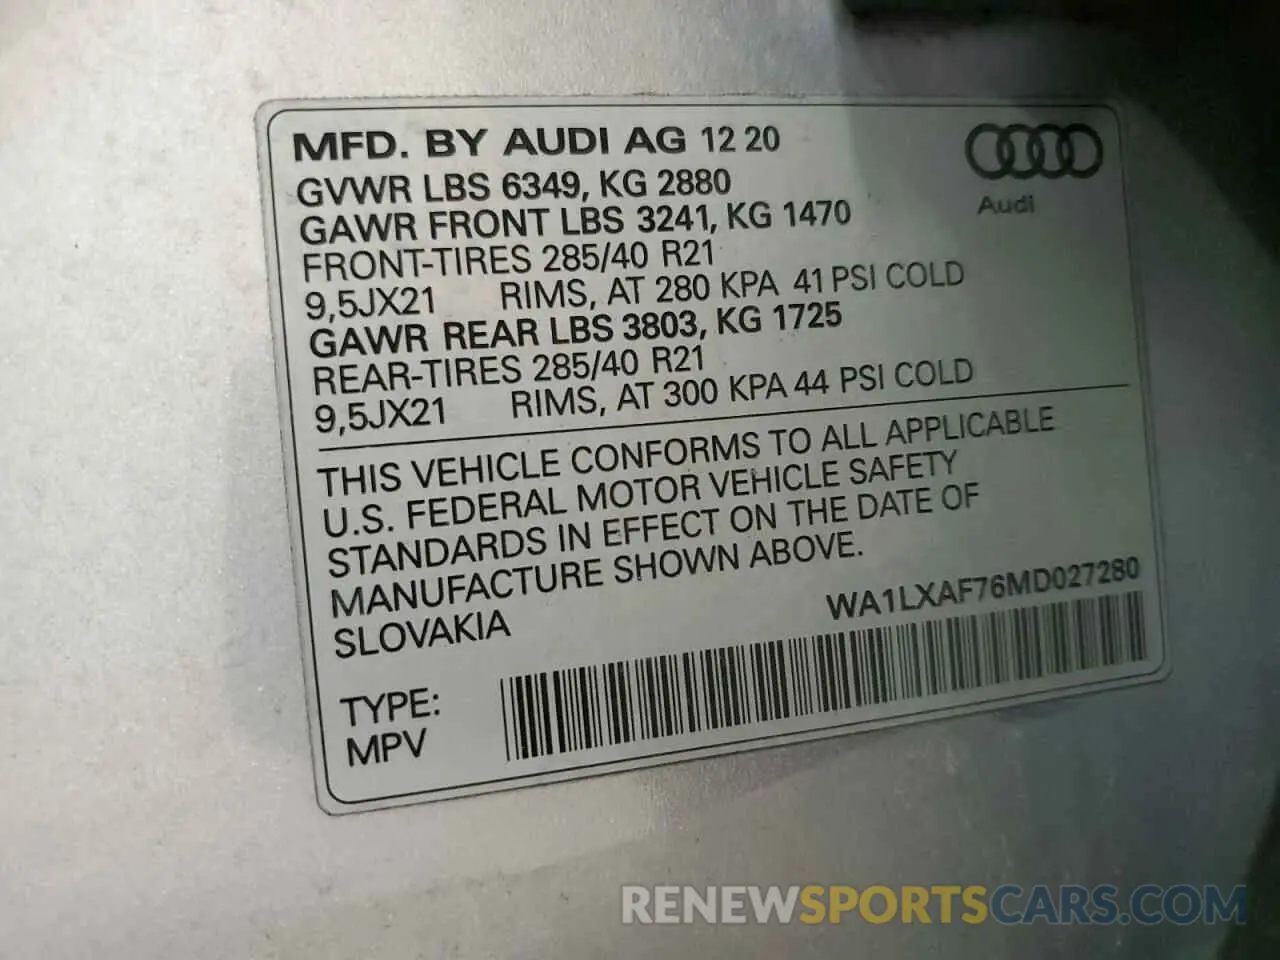 MFD. BY AUDI AG 12 20
GVWR LBS 6349, KG 2880
GAWR FRONT LBS 3241, KG 1470
FRONT-TIRES 285/40 R21
9,5JX21 RIMS, AT 280 KPA 41 PSI COLD
GAWR REAR LBS 3803, KG 1725
REAR-TIRES 285/40 R21
9,5JX21 RIMS, AT 300 KPA 44 PSI COLD
Audi
THIS VEHICLE CONFORMS TO ALL APPLICABLE
U.S. FEDERAL MOTOR VEHICLE SAFETY
STANDARDS IN EFFECT ON THE DATE OF
MANUFACTURE SHOWN ABOVE.
SLOVAKIA
WA1LXAF76MD027280
TYPE:
MPV
RENEWSPORTSCARS.COM